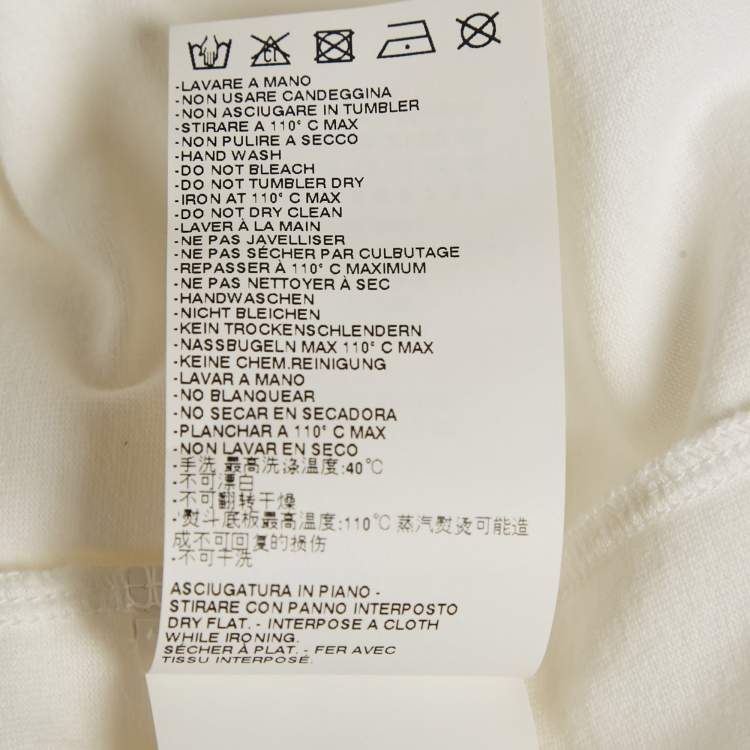 CL
-LAVARE A MANO
-NON USARE CANDEGGINA
-NON ASCIUGARE IN TUMBLER
-STIRARE A 110° C MAX
-NON PULIRE A SECCO
-HAND WASH
-DO NOT BLEACH
-DO NOT TUMBLER DRY
-IRON AT 110° C MAX
-DO NOT DRY CLEAN
-LAVER À LA MAIN
-NE PAS JAVELLISER
-NE PAS SÉCHER PAR CULBUTAGE
-REPASSER À 110° C MAXIMUM
-NE PAS NETTOYER À SEC
-HANDWASCHEN
-NICHT BLEICHEN
-KEIN TROCKENSCHLENDERN
-NASSBUGELN MAX 110° C MAX
-KEINE CHEM.REINIGUNG
-LAVAR A MANO
-NO BLANQUEAR
-NO SECAR EN SECADORA
-PLANCHAR A 110° C MAX
-NON LAVAR EN SECO
-手洗 最高洗涤温度:40℃
-不可漂白
-不可翻转干燥
-熨斗底板最高温度:110℃ 蒸汽熨烫可能造
成不可回复的损伤
-不可干洗
ASCIUGATURA IN PIANO -
STIRARE CON PANNO INTERPOSTO
DRY FLAT. - INTERPOSE A CLOTH
WHILE IRONING.
SÉCHER À PLAT. - FER AVEC
TISSU INTERPOSÉ.